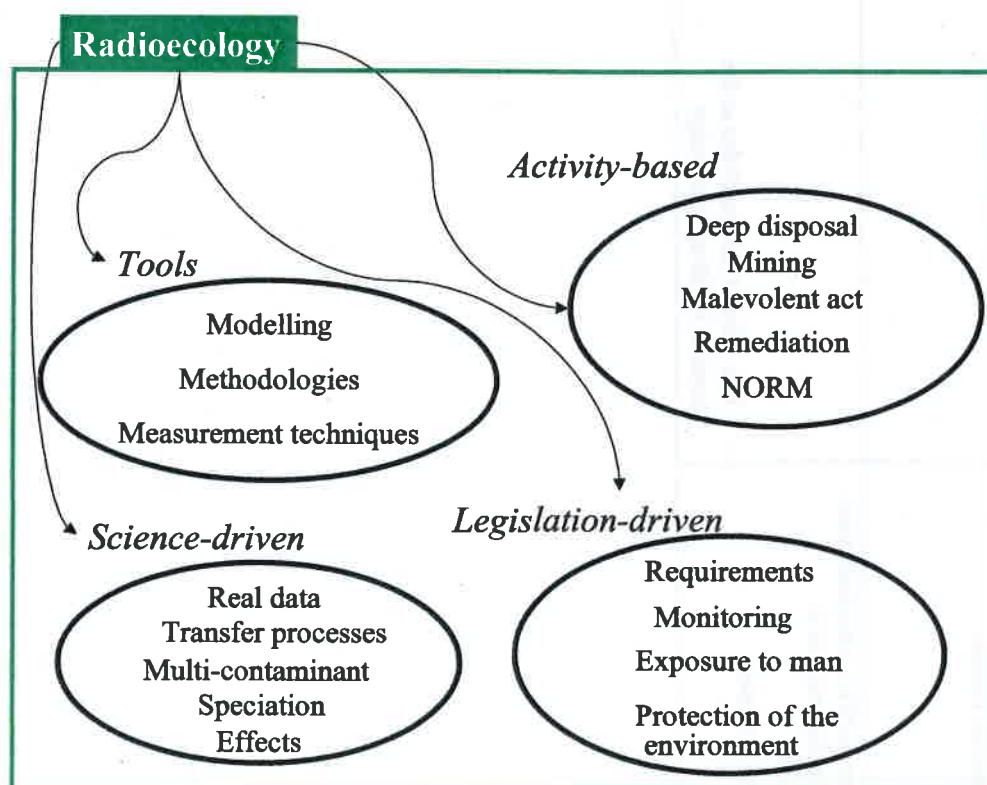 Radioecology
Activity-based
Deep disposal
Mining
Malevolent act
Remediation
NORM
Tools
Modelling
Methodologies
Measurement techniques
Science-driven
Real data
Transfer processes
Multi-contaminant
Speciation
Effects
Legislation-driven
Requirements
Monitoring
Exposure to man
Protection of the
environment